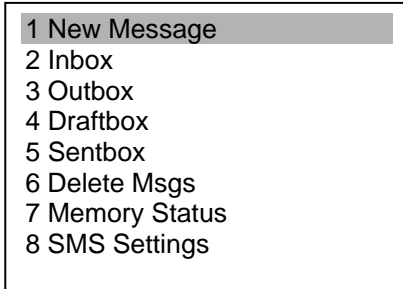 1 New Message
2 Inbox
3 Outbox
4 Draftbox
5 Sentbox
6 Delete Msgs
7 Memory Status
8 SMS Settings